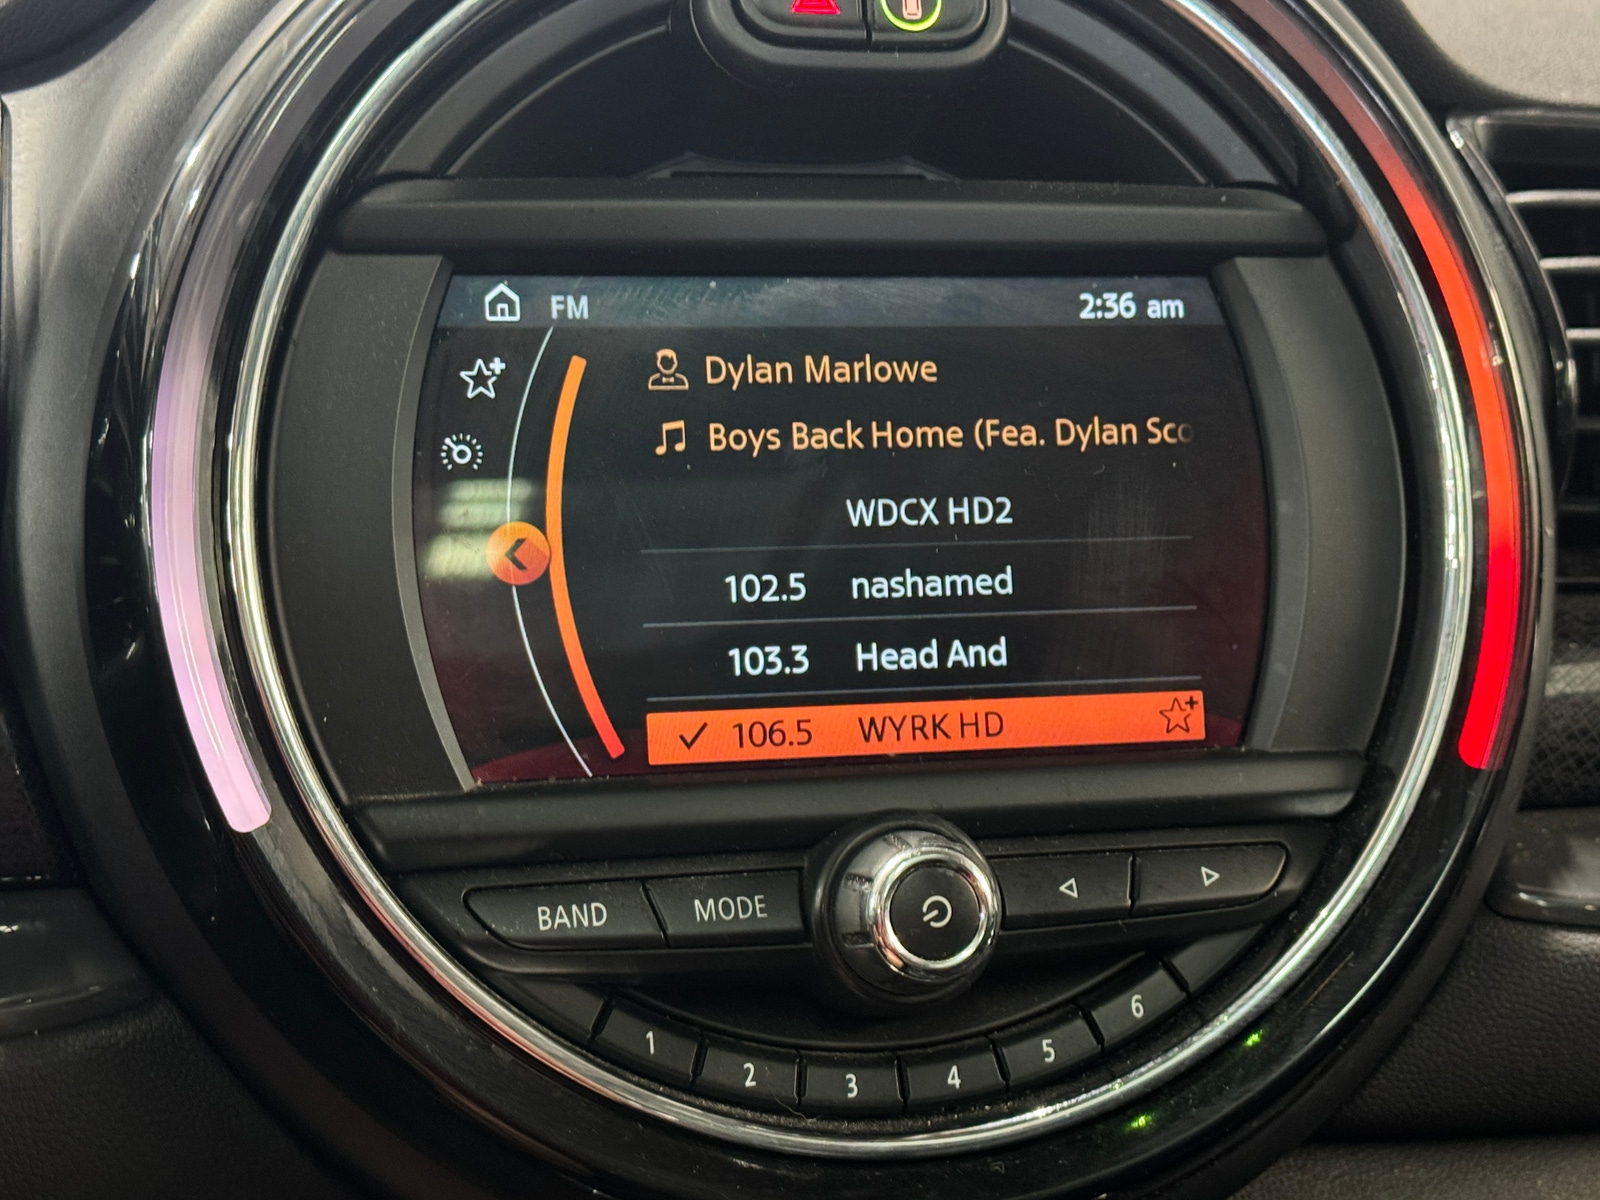 FM 2:36 am
Dylan Marlowe
Boys Back Home (Fea. Dylan Sco
WDCX HD2
102.5 nashamed
103.3 Head And
106.5 WYRK HD
BAND MODE
1 2 3 4 5 6